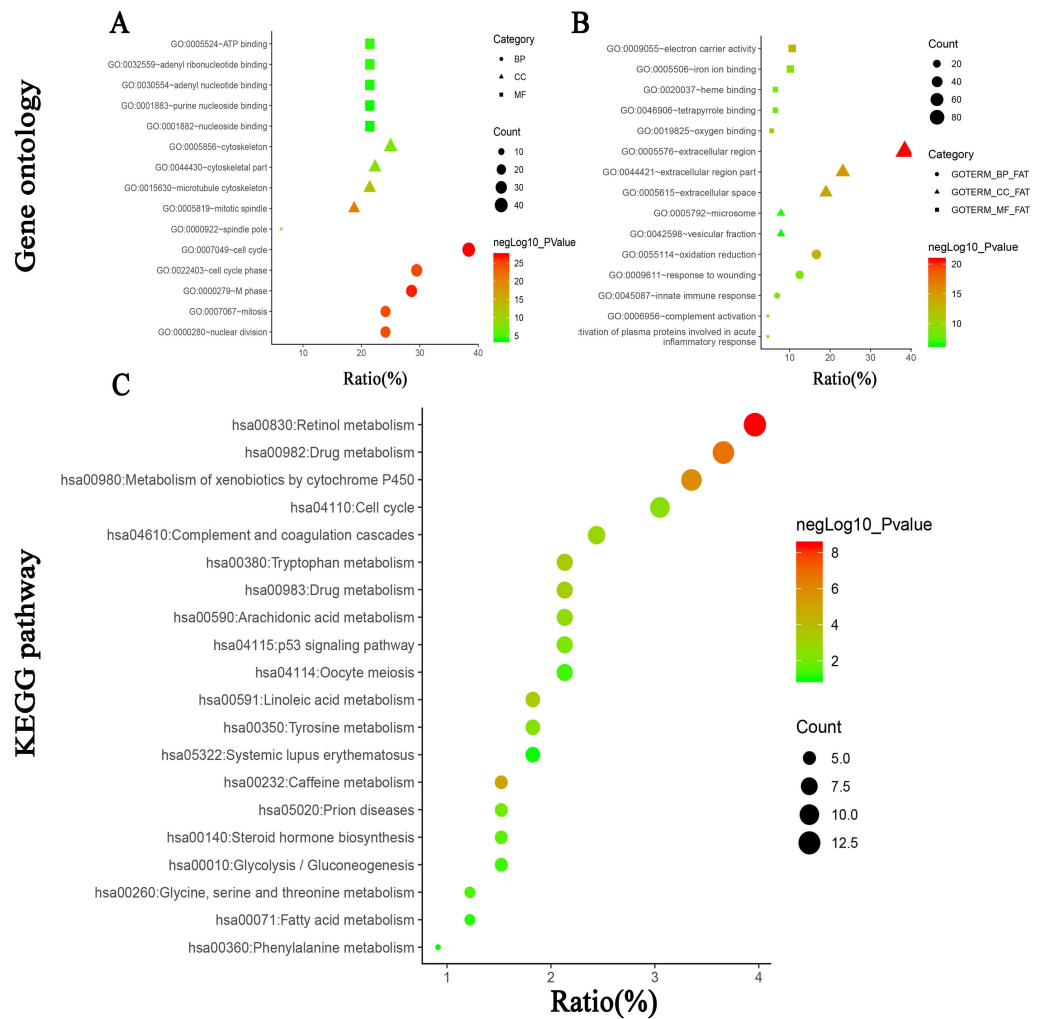 Gene ontology
A
GO:0005524~ATP binding
GO:0032559~adenyl ribonucleotide binding
GO:0030554~adenyl nucleotide binding
GO:0001883~purine nucleoside binding
GO:0001882~nucleoside binding
GO:0005856~cytoskeleton
GO:0044430~cytoskeletal part
GO:0015630~microtubule cytoskeleton
GO:0005819~mitotic spindle
GO:0000922~spindle pole
GO:0007049~cell cycle
GO:0022403~cell cycle phase
GO:0000279~M phase
GO:0007067~mitosis
GO:0000280~nuclear division
10
20
30
40
Ratio(%)
Category
BP
CC
MF
Count
10
20
30
40
negLog10_PValue
25
20
15
10
5
B
GO:0009055~electron carrier activity
GO:0005506~iron ion binding
GO:0020037~heme binding
GO:0046906~tetrapyrrole binding
GO:0019825~oxygen binding
GO:0005576~extracellular region
GO:0044421~extracellular region part
GO:0005615~extracellular space
GO:0005792~microsome
GO:0042598~vesicular fraction
GO:0055114~oxidation reduction
GO:0009611~response to wounding
GO:0045087~innate immune response
GO:0006956~complement activation
:tivation of plasma proteins involved in acute
inflammatory response
10
20
30
40
Ratio(%)
Count
20
40
60
80
Category
GOTERM_BP_FAT
GOTERM_CC_FAT
GOTERM_MF_FAT
negLog10_PValue
20
15
10
KEGG pathway
C
hsa00830:Retinol metabolism
hsa00982:Drug metabolism
hsa00980:Metabolism of xenobiotics by cytochrome P450
hsa04110:Cell cycle
hsa04610:Complement and coagulation cascades
hsa00380:Tryptophan metabolism
hsa00983:Drug metabolism
hsa00590:Arachidonic acid metabolism
hsa04115:p53 signaling pathway
hsa04114:Oocyte meiosis
hsa00591:Linoleic acid metabolism
hsa00350:Tyrosine metabolism
hsa05322:Systemic lupus erythematosus
hsa00232:Caffeine metabolism
hsa05020:Prion diseases
hsa00140:Steroid hormone biosynthesis
hsa00010:Glycolysis / Gluconeogenesis
hsa00260:Glycine, serine and threonine metabolism
hsa00071:Fatty acid metabolism
hsa00360:Phenylalanine metabolism
1
2
3
4
Ratio(%)
negLog10_Pvalue
8
6
4
2
Count
5.0
7.5
10.0
12.5